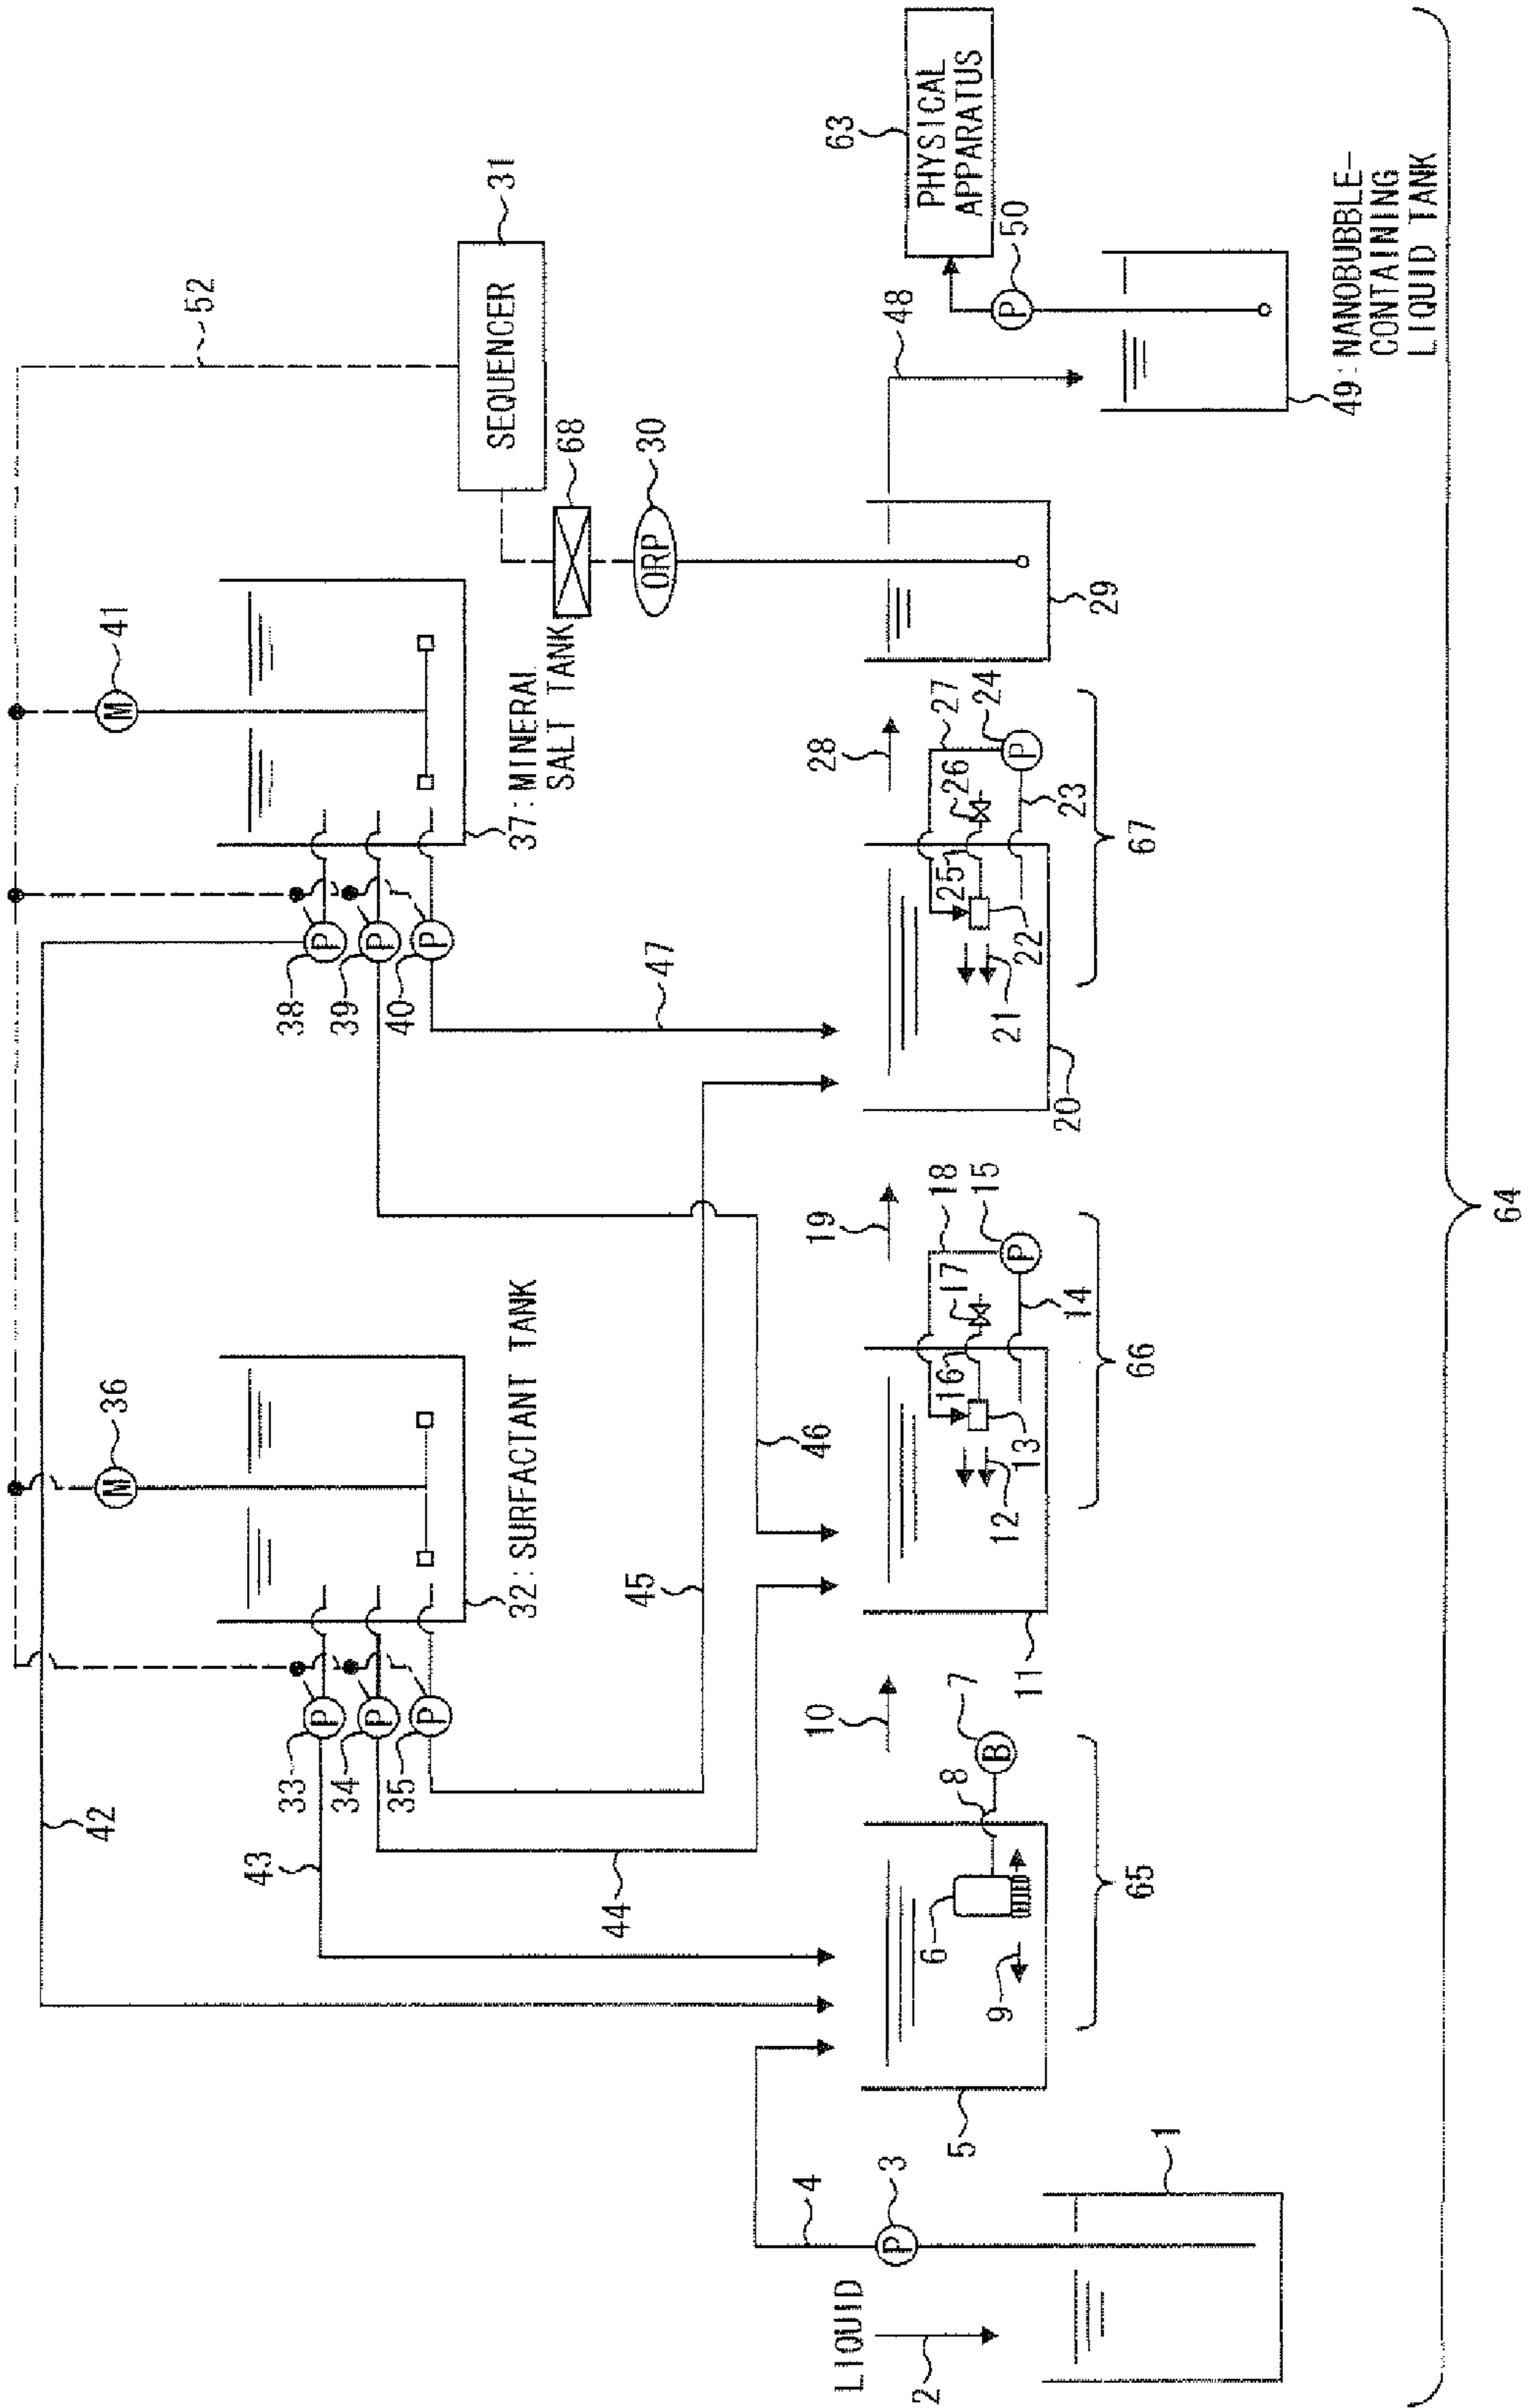 52
41
36
42
SEQUENCER
31
68
ORP
30
M
M
37:MINERAL
SALT TANK
32:SURFACTANT TANK
P
P
P
38
39
40
P
P
P
33
34
35
43
44
45
46
47
63
PHYSICAL
APPARATUS
P
50
48
49:NANOBUBBLE-
CONTAINING
LIQUID TANK
LIQUID
2
4
P
3
1
5
6
8
B
7
9
65
10
11
12
13
16
17
18
P
15
14
66
19
20
21
22
25
26
27
P
24
23
67
28
29
64